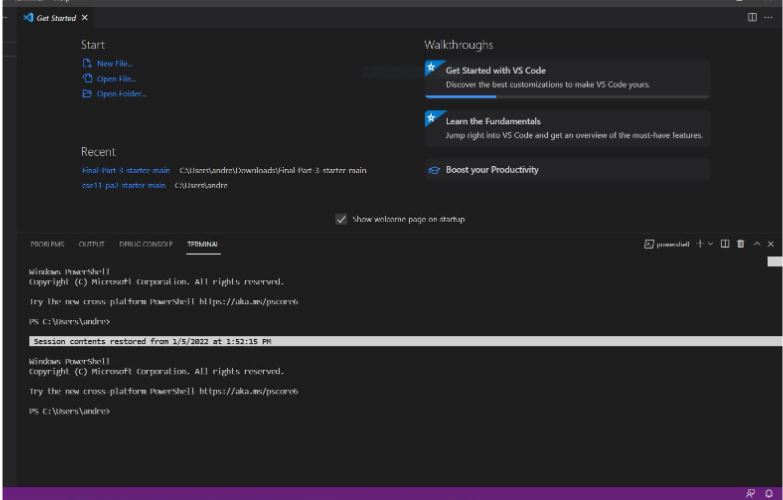 Get Started
Start
New File...
Open File...
Open Folder...
Recent
Final-Part-3-starter-main C:\Users\andre\Downloads\Final-Part-3-starter-main
cse11-pa2-starter-main C:\Users\andre
Walkthroughs
Get Started with VS Code
Discover the best customizations to make VS Code yours.
Learn the Fundamentals
Jump right into VS Code and get an overview of the must-have features.
Boost your Productivity
Show welcome page on startup
PROBLEMS OUTPUT DEBUG CONSOLE TERMINAL
powershell
Windows PowerShell
Copyright (C) Microsoft Corporation. All rights reserved.
Try the new cross-platform PowerShell https://aka.ms/pscore6
PS C:\Users\andre>
Session contents restored from 1/5/2022 at 1:52:15 PM
Windows PowerShell
Copyright (C) Microsoft Corporation. All rights reserved.
Try the new cross-platform PowerShell https://aka.ms/pscore6
PS C:\Users\andre>